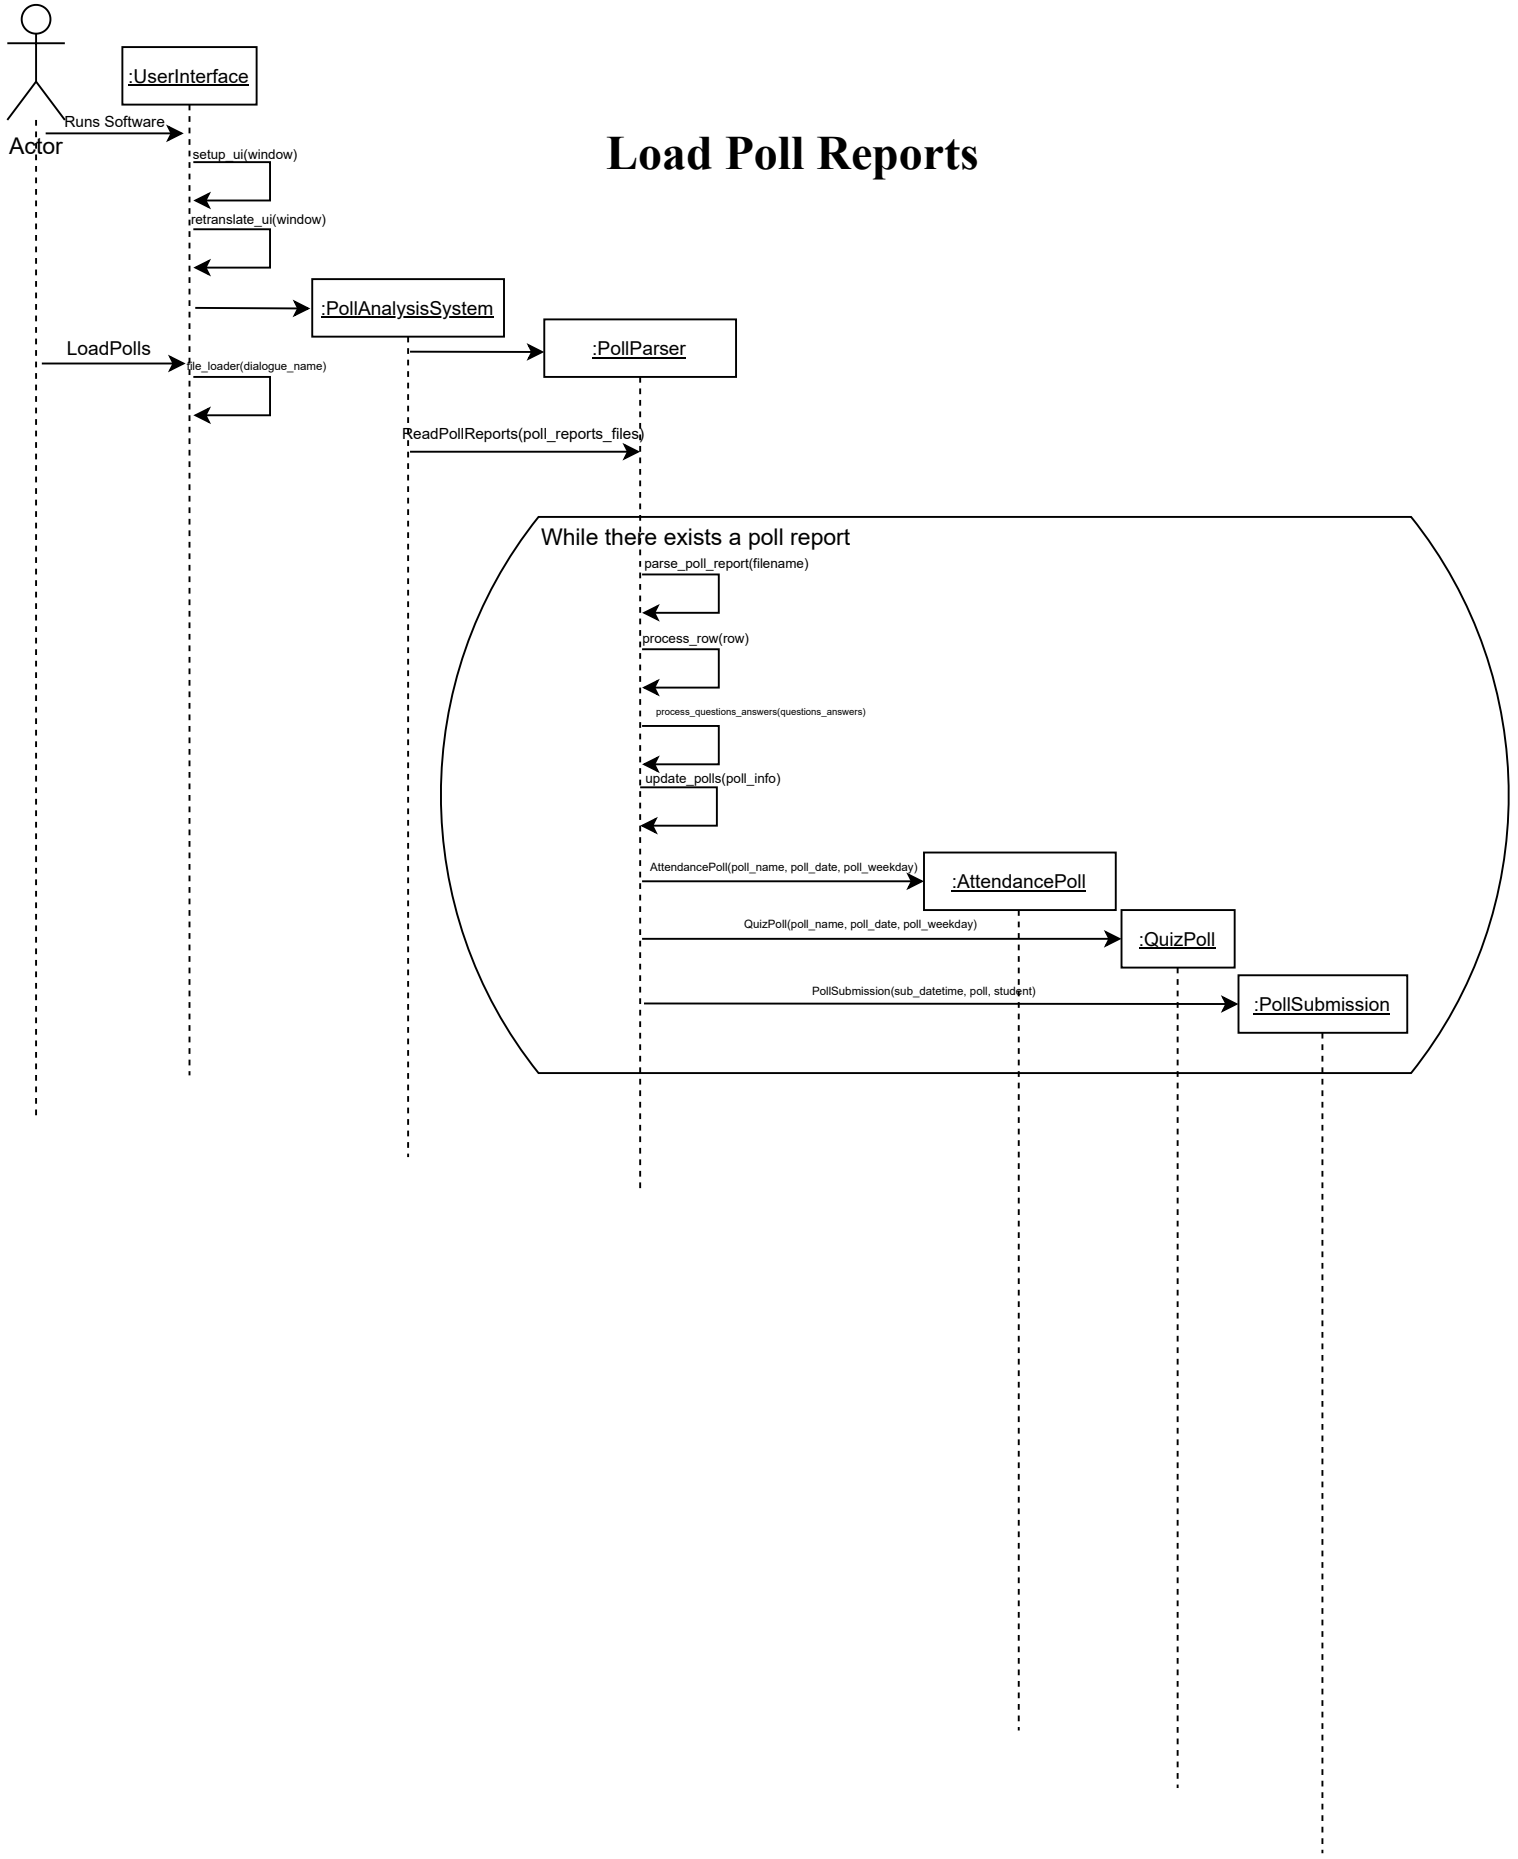 :UserInterface
Runs Software
Actor
Load Poll Reports
setup_ui(window)
retranslate_ui(window)
:PollAnalysisSystem
:PollParser
LoadPolls
file_loader(dialogue_name)
ReadPollReports(poll_reports_files)
While there exists a poll report
parse_poll_report(filename)
process_row(row)
process_questions_answers(questions_answers)
update_polls(poll_info)
AttendancePoll(poll_name, poll_date, poll_weekday)
:AttendancePoll
QuizPoll(poll_name, poll_date, poll_weekday)
:QuizPoll
PollSubmission(sub_datetime, poll, student)
:PollSubmission